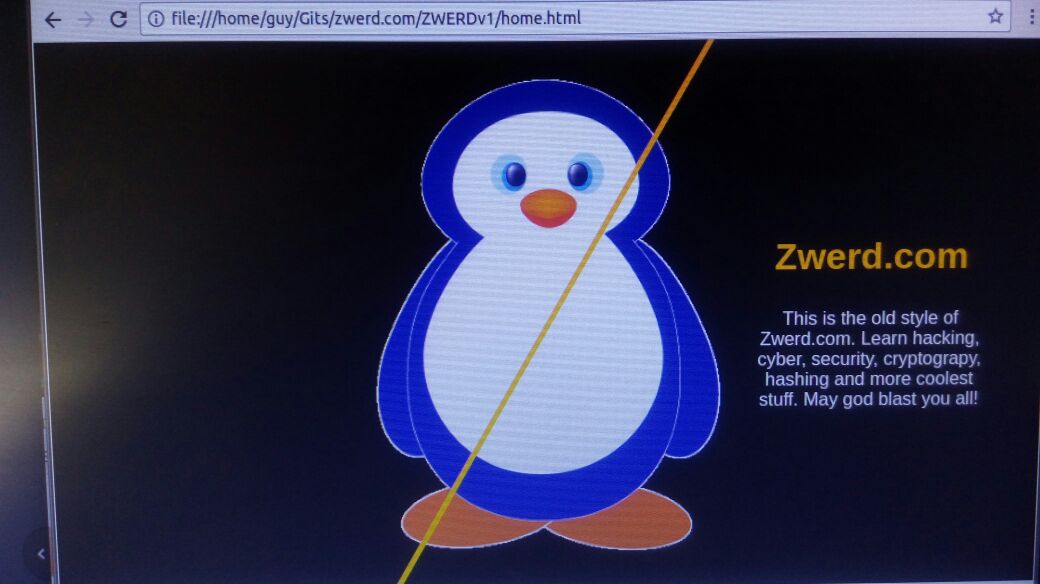 file:///home/guy/Gits/zwerd.com/ZWERDv1/home.html
Zwerd.com
This is the old style of
Zwerd.com. Learn hacking,
cyber, security, cryptograpy,
hashing and more coolest
stuff. May god blast you all!